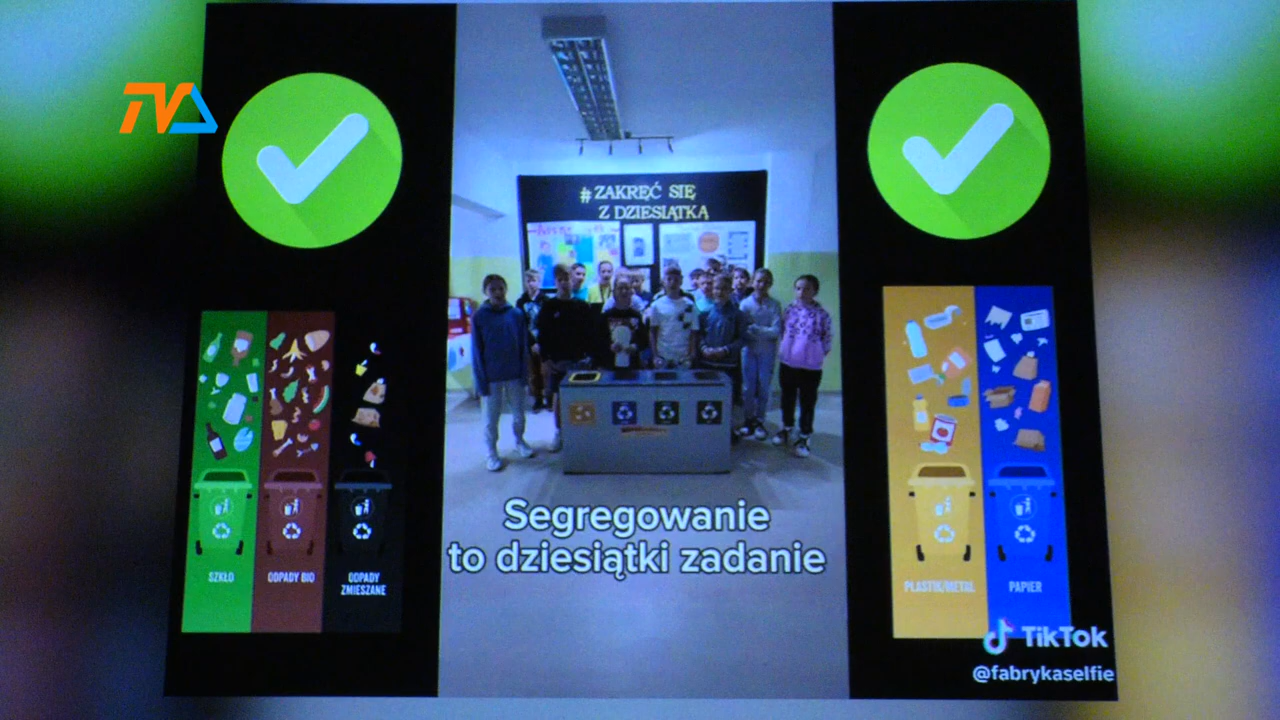 TVA
# ZAKRĘĆ SIĘ
Z DZIESIĄTKĄ
Segregowanie
to dziesiątki zadanie
SZKŁO
ODPADY BIO
ODPADY
ZMIESZANE
PLASTIK/METAL
PAPIER
TikTok
@fabrykaselfie